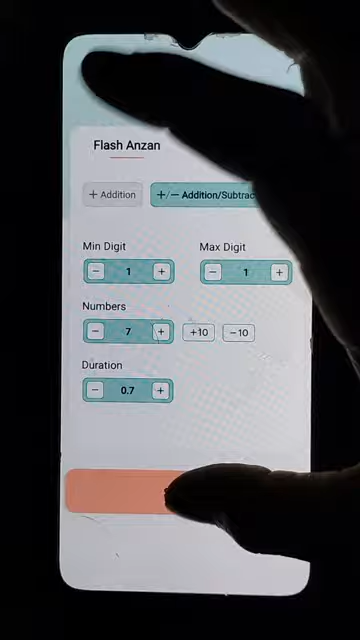 Flash Anzan
+ Addition +/− Addition/Subtrac
Min Digit Max Digit
− 1 + − 1 +
Numbers
− 7 + +10 −10
Duration
− 0.7 +